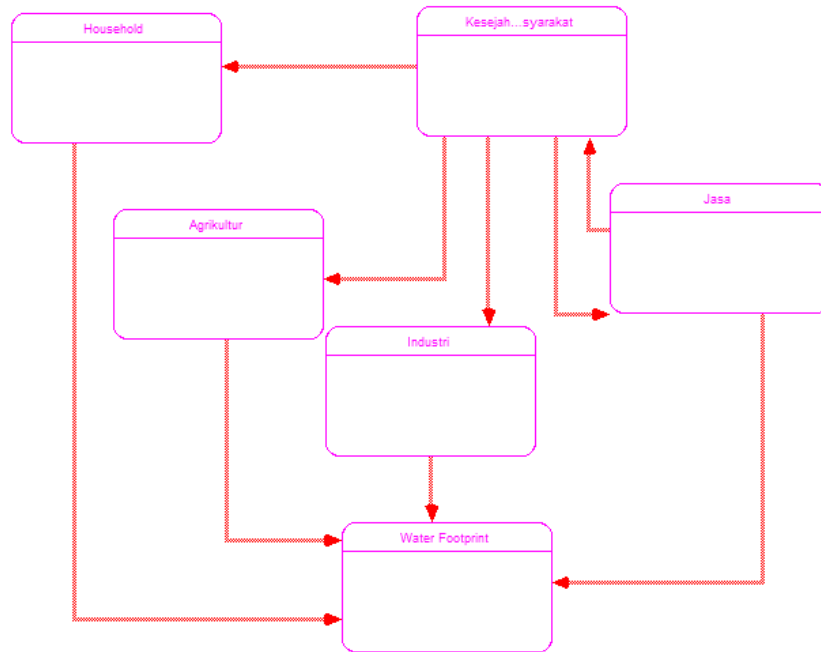 Household
Kesejah...syarakat
Jasa
Agrikultur
Industri
Water Footprint